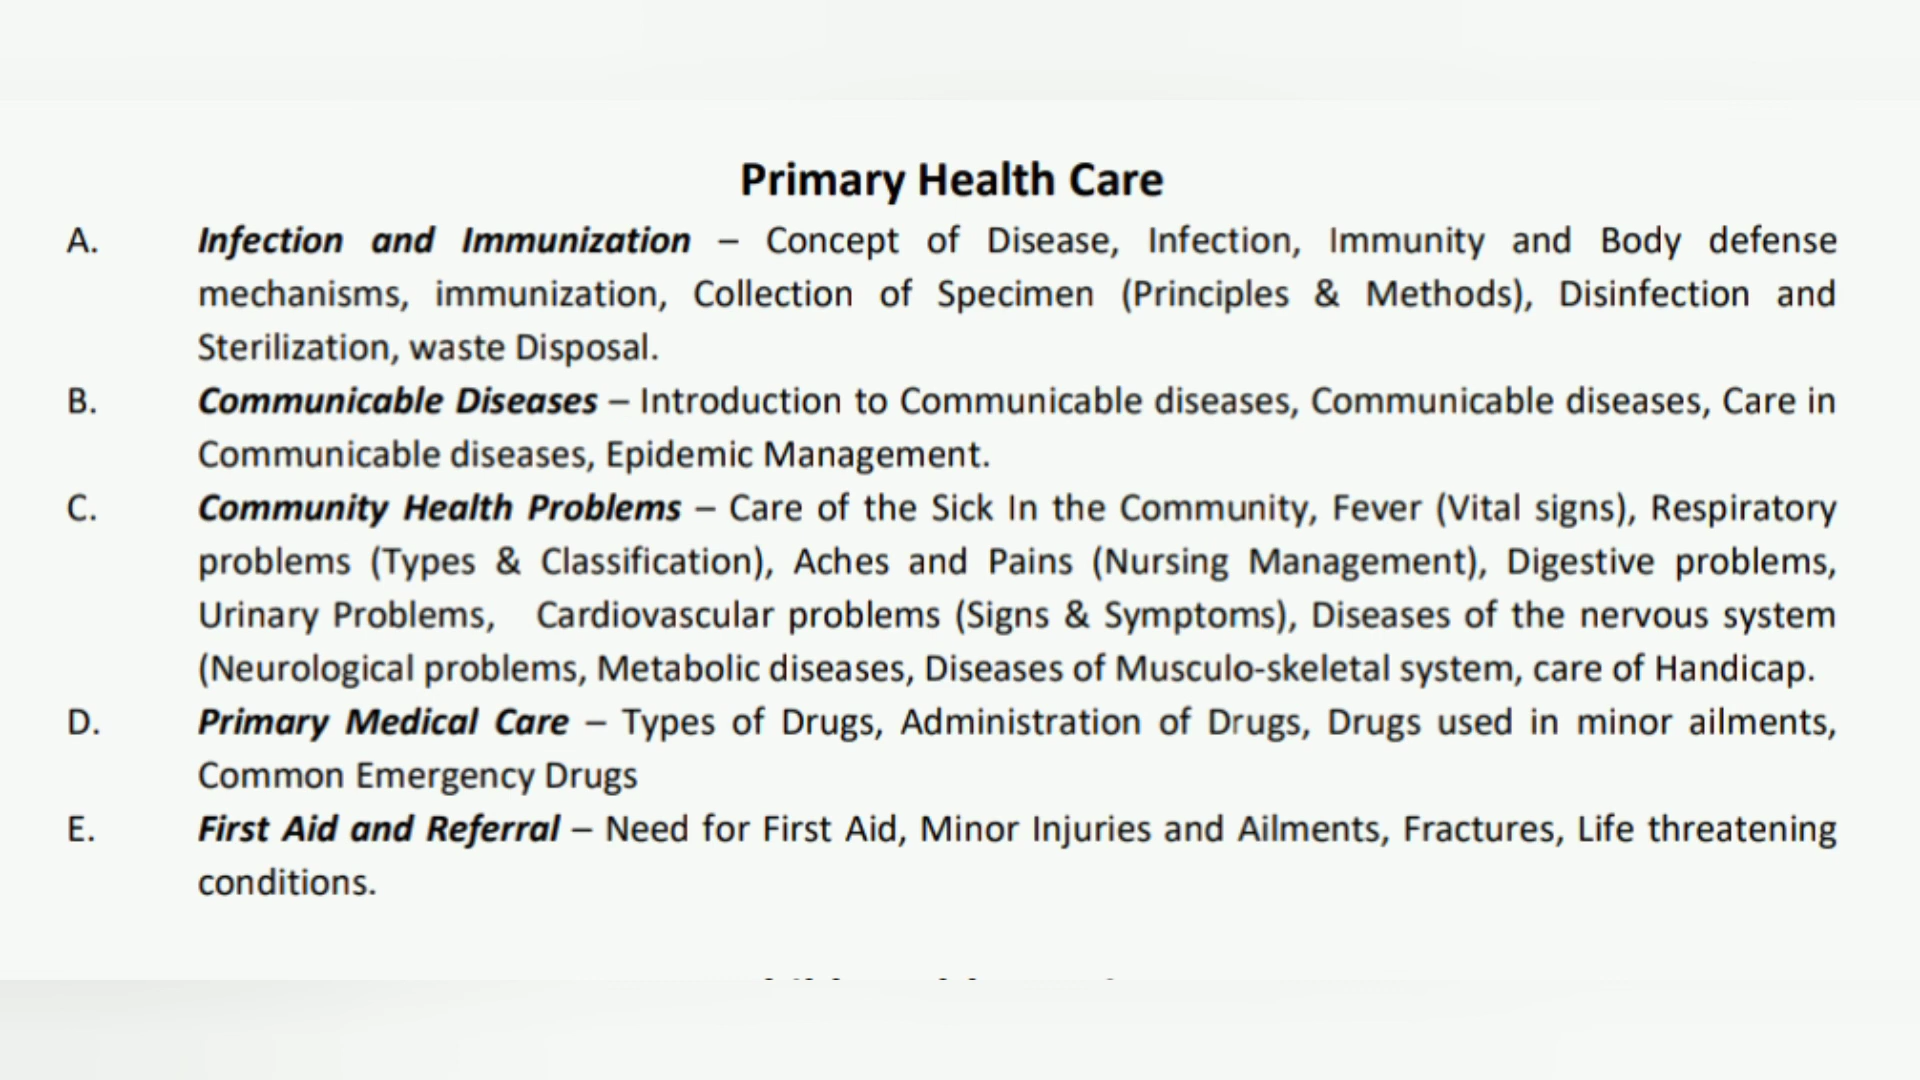 Primary Health Care
A. Infection and Immunization – Concept of Disease, Infection, Immunity and Body defense
mechanisms, immunization, Collection of Specimen (Principles & Methods), Disinfection and
Sterilization, waste Disposal.
B. Communicable Diseases – Introduction to Communicable diseases, Communicable diseases, Care in
Communicable diseases, Epidemic Management.
C. Community Health Problems – Care of the Sick In the Community, Fever (Vital signs), Respiratory
problems (Types & Classification), Aches and Pains (Nursing Management), Digestive problems,
Urinary Problems, Cardiovascular problems (Signs & Symptoms), Diseases of the nervous system
(Neurological problems, Metabolic diseases, Diseases of Musculo-skeletal system, care of Handicap.
D. Primary Medical Care – Types of Drugs, Administration of Drugs, Drugs used in minor ailments,
Common Emergency Drugs
E. First Aid and Referral – Need for First Aid, Minor Injuries and Ailments, Fractures, Life threatening
conditions.